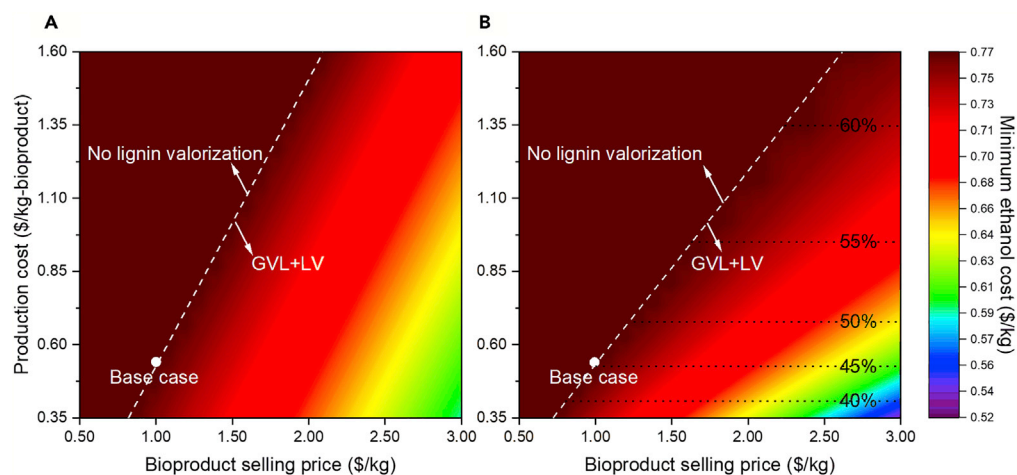 A
B
1.60
1.35
1.10
0.85
0.60
0.35
Production cost ($/kg-bioproduct)
No lignin valorization
GVL+LV
Base case
0.50 1.00 1.50 2.00 2.50 3.00
Bioproduct selling price ($/kg)
1.60
1.35
1.10
0.85
0.60
0.35
No lignin valorization
GVL+LV
Base case
60%
55%
50%
45%
40%
0.50 1.00 1.50 2.00 2.50 3.00
Bioproduct selling price ($/kg)
0.77
0.75
0.73
0.71
0.70
0.68
0.66
0.64
0.63
0.61
0.59
0.57
0.56
0.54
0.52
Minimum ethanol cost ($/kg)